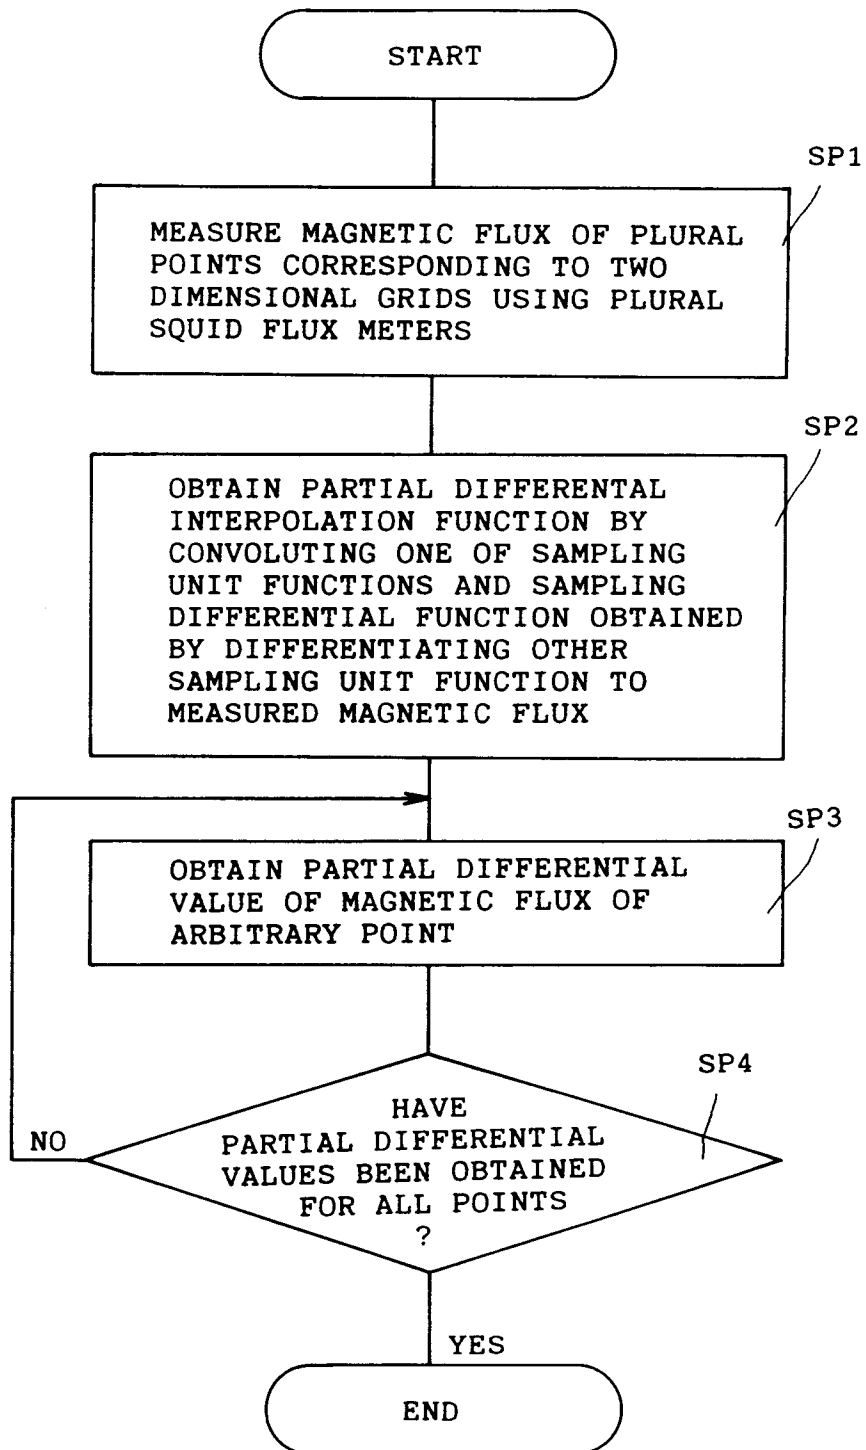 START
SP1
MEASURE MAGNETIC FLUX OF PLURAL
POINTS CORRESPONDING TO TWO
DIMENSIONAL GRIDS USING PLURAL
SQUID FLUX METERS
SP2
OBTAIN PARTIAL DIFFERENTAL
INTERPOLATION FUNCTION BY
CONVOLUTING ONE OF SAMPLING
UNIT FUNCTIONS AND SAMPLING
DIFFERENTIAL FUNCTION OBTAINED
BY DIFFERENTIATING OTHER
SAMPLING UNIT FUNCTION TO
MEASURED MAGNETIC FLUX
SP3
OBTAIN PARTIAL DIFFERENTIAL
VALUE OF MAGNETIC FLUX OF
ARBITRARY POINT
SP4
HAVE
PARTIAL DIFFERENTIAL
VALUES BEEN OBTAINED
FOR ALL POINTS
?
NO
YES
END